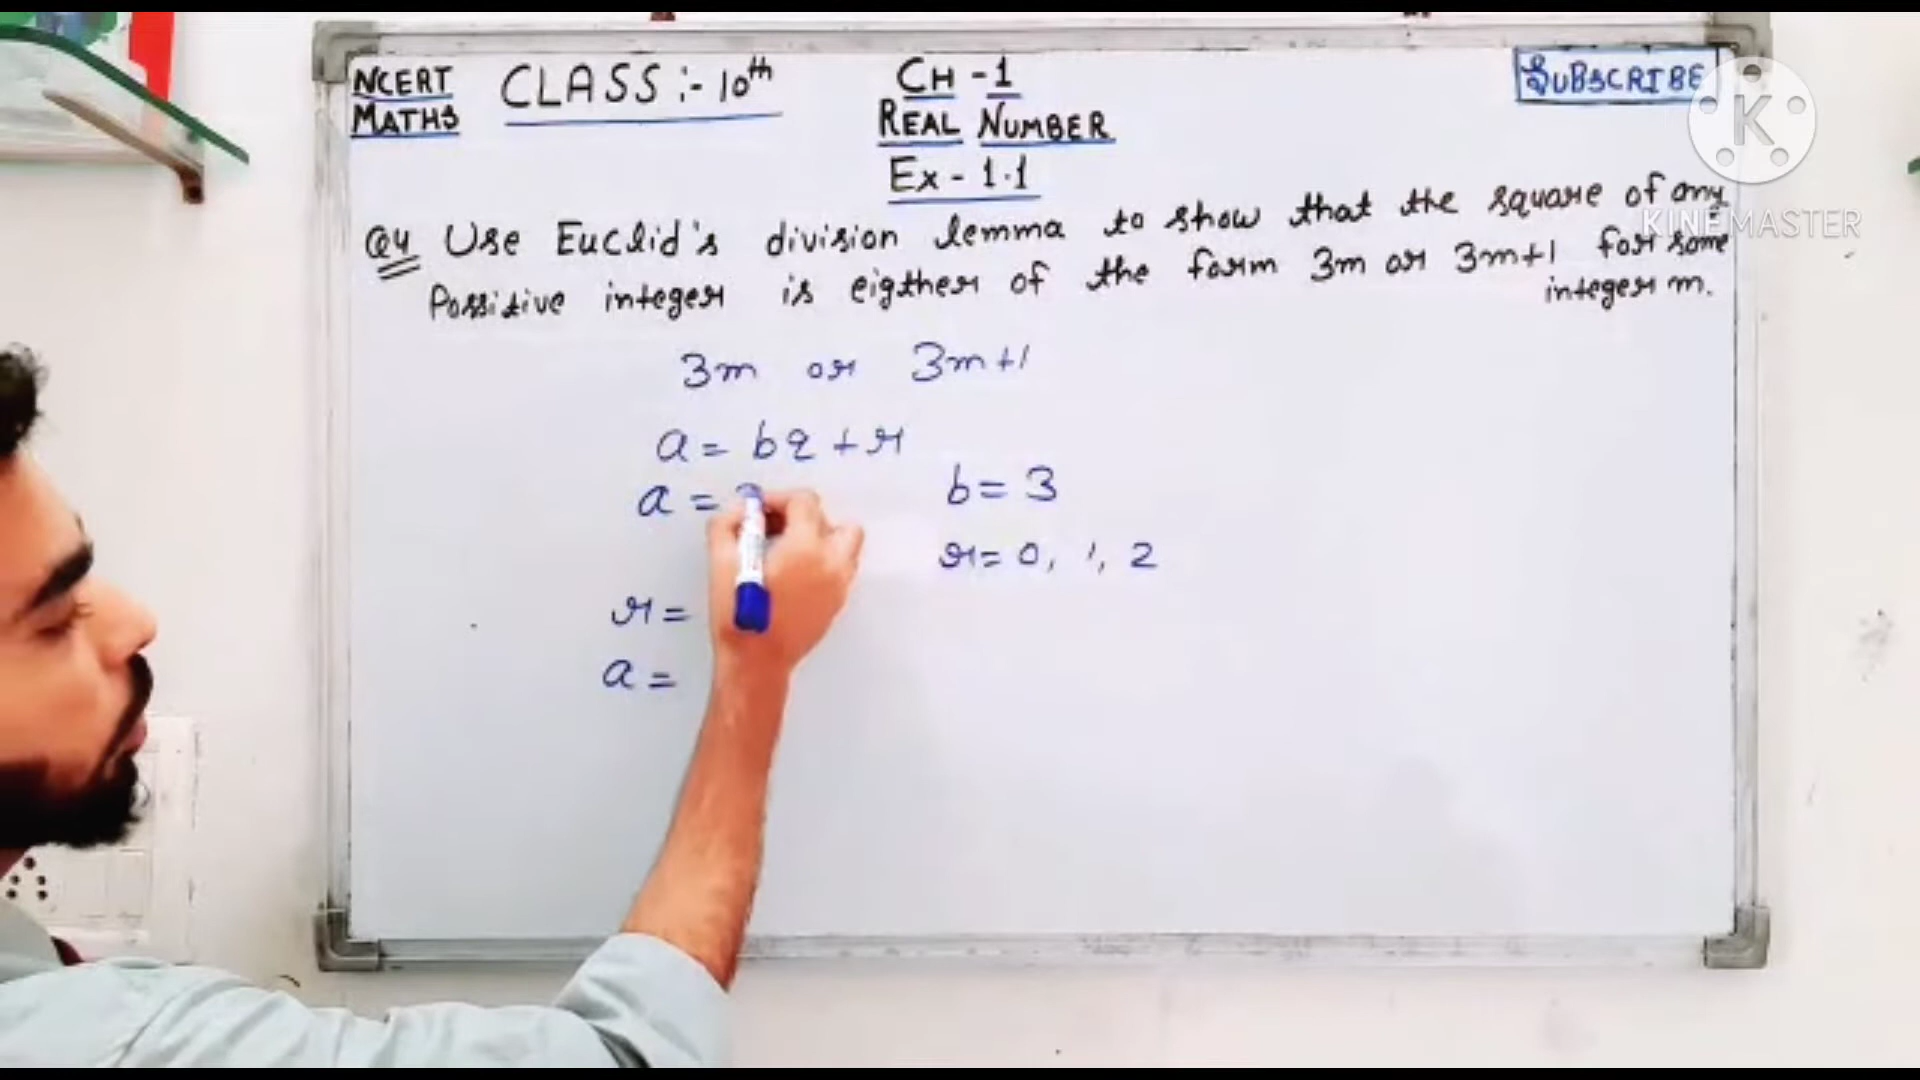 NCERT MATHS
CLASS :- 10th
CH - 1
REAL NUMBER
Ex - 1.1
SUBSCRIBE
K
KINEMASTER
Q4 Use Euclid's division lemma to show that the square of any
Possitive integer is eigther of the form 3m or 3m+1 for some
integer m.
3m or 3m+1
a = bq + r
a =
b = 3
r = 0, 1, 2
r =
a =